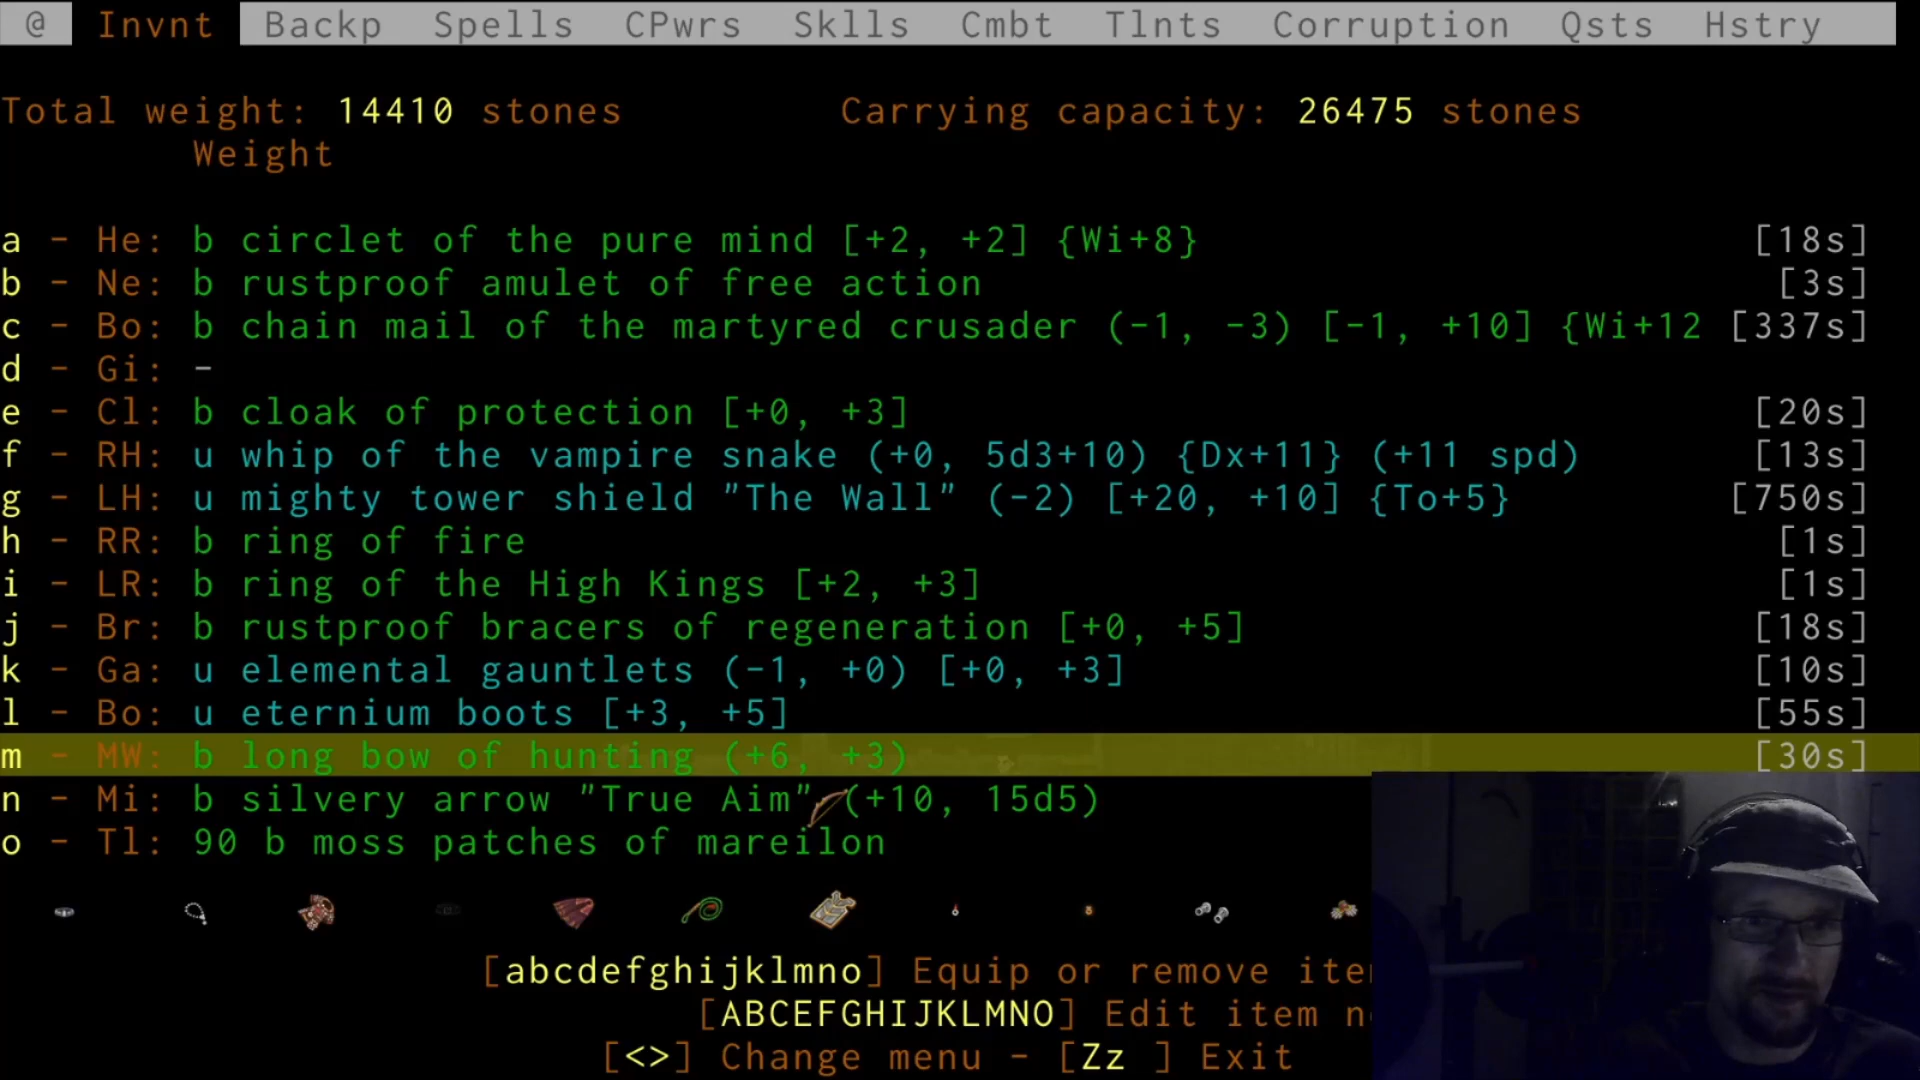 @ Invnt Backp Spells CPwrs Sklls Cmbt Tlnts Corruption Qsts Hstry
Total weight: 14410 stones Carrying capacity: 26475 stones
Weight
a - He: b circlet of the pure mind [+2, +2] {Wi+8} [18s]
b - Ne: b rustproof amulet of free action [3s]
c - Bo: b chain mail of the martyred crusader (-1, -3) [-1, +10] {Wi+12 [337s]
d - Gi: -
e - Cl: b cloak of protection [+0, +3] [20s]
f - RH: u whip of the vampire snake (+0, 5d3+10) {Dx+11} (+11 spd) [13s]
g - LH: u mighty tower shield "The Wall" (-2) [+20, +10] {To+5} [750s]
h - RR: b ring of fire [1s]
i - LR: b ring of the High Kings [+2, +3] [1s]
j - Br: b rustproof bracers of regeneration [+0, +5] [18s]
k - Ga: u elemental gauntlets (-1, +0) [+0, +3] [10s]
l - Bo: u eternium boots [+3, +5] [55s]
m - MW: b long bow of hunting (+6, +3) [30s]
n - Mi: b silvery arrow "True Aim" (+10, 15d5)
o - Tl: 90 b moss patches of mareilon
[abcdefghijklmno] Equip or remove ite
[ABCEFGHIJKLMNO] Edit item n
[<>] Change menu - [Zz ] Exit